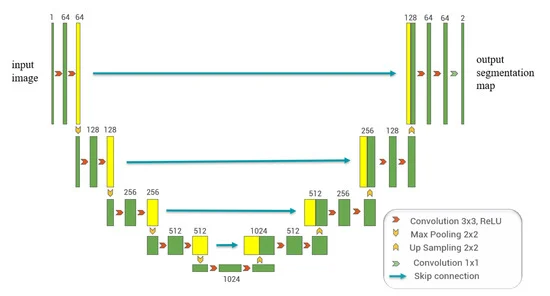 1 64 64
128 64 64 2
input
image
output
segmentation
map
128 128
256 128
256 256
512 256
512 512
1024 512
1024
Convolution 3x3, ReLU
Max Pooling 2x2
Up Sampling 2x2
Convolution 1x1
Skip connection